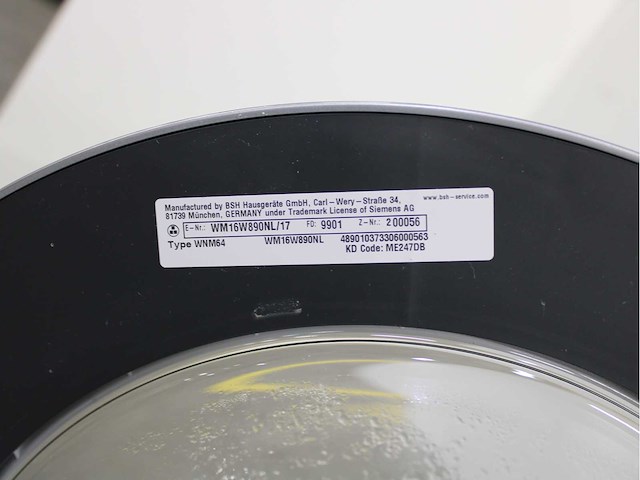 Manufactured by BSH Hausgeräte GmbH, Carl-Wery-Straße 34, www.bsh-service.com
81739 München, GERMANY under Trademark License of Siemens AG
E-Nr.: WM16W890NL/17 FD: 9901 Z-Nr.: 200056
Type WNM64 WM16W890NL 489010373306000563
KD Code: ME247DB